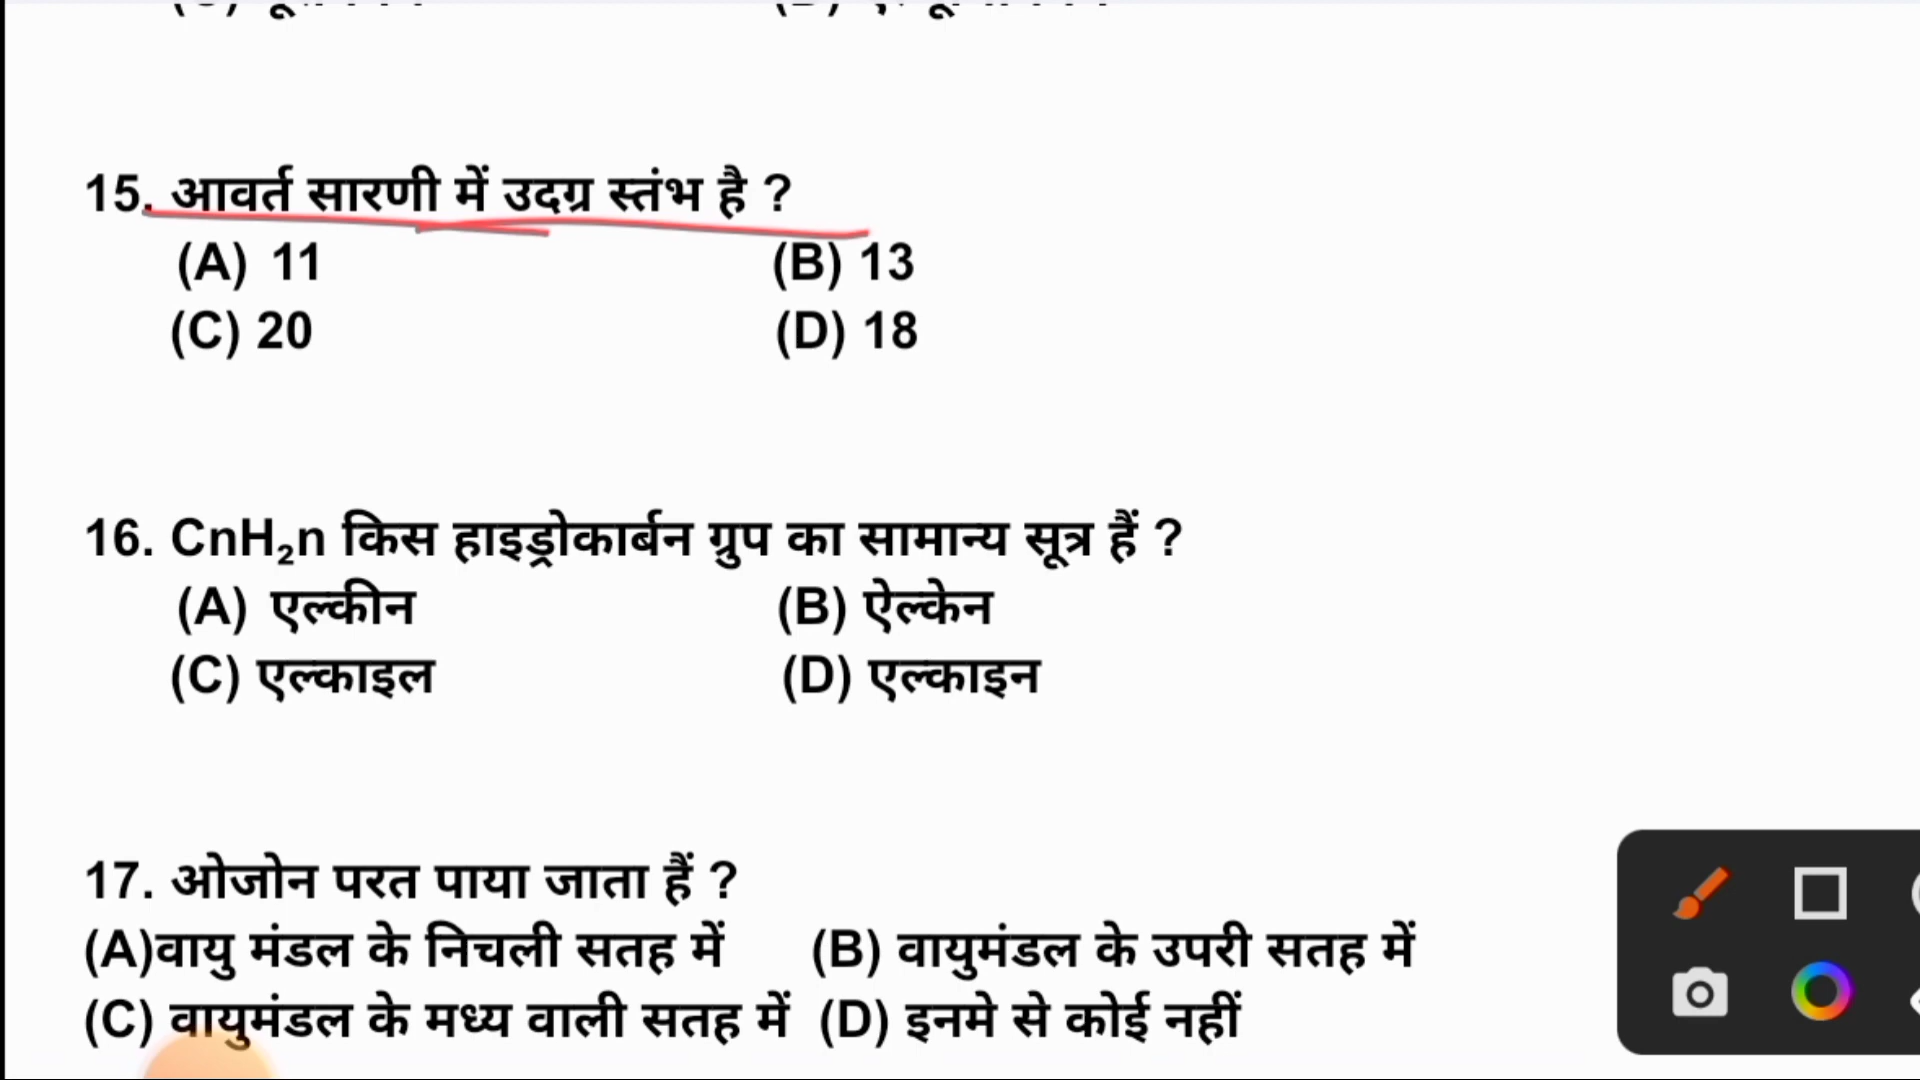 15. आवर्त सारणी में उदग्र स्तंभ है ?
(A) 11 (B) 13
(C) 20 (D) 18
16. CnH₂n किस हाइड्रोकार्बन ग्रुप का सामान्य सूत्र हैं ?
(A) एल्कीन (B) ऐल्केन
(C) एल्काइल (D) एल्काइन
17. ओजोन परत पाया जाता हैं ?
(A)वायु मंडल के निचली सतह में (B) वायुमंडल के उपरी सतह में
(C) वायुमंडल के मध्य वाली सतह में (D) इनमे से कोई नहीं